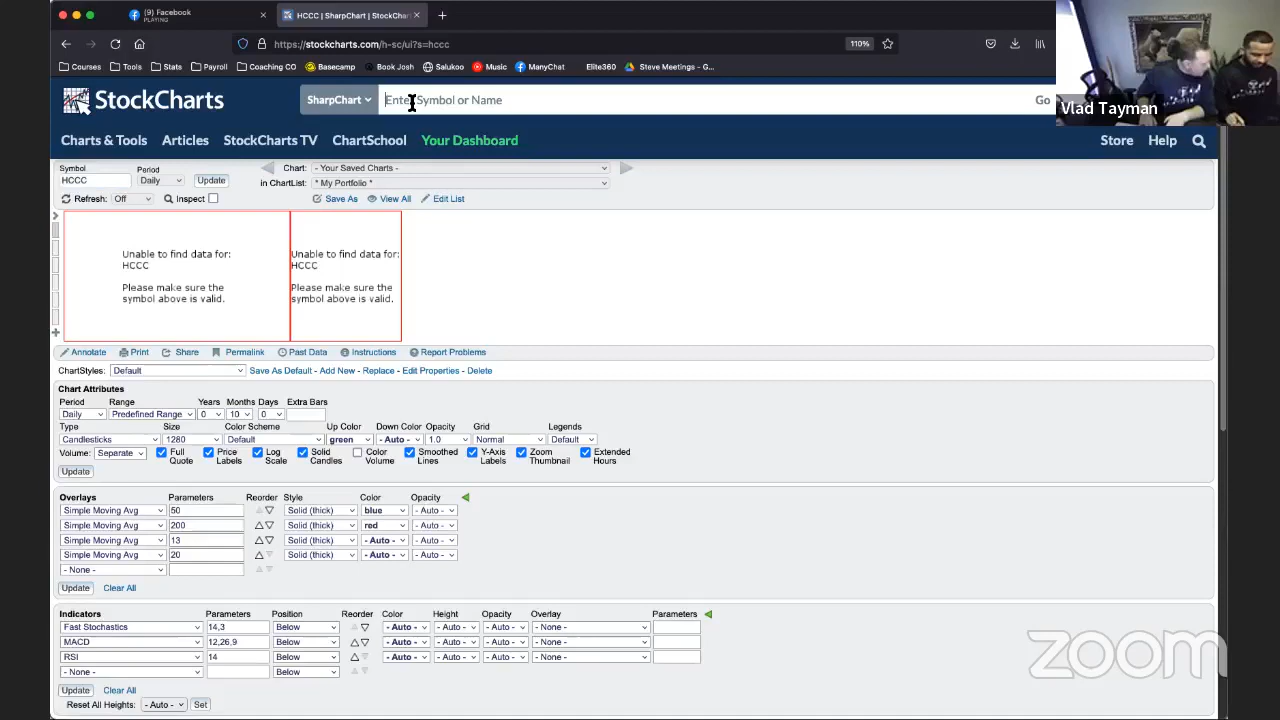 (9) Facebook
PLAYING
HCCC | SharpChart | StockChar
https://stockcharts.com/h-sc/ui?s=hccc
110%
Courses Tools Stats Payroll Coaching CO Basecamp Book Josh Salukoo Music ManyChat Elite360 Steve Meetings - G...
StockCharts
SharpChart
Enter Symbol or Name
Go
Vlad Tayman
Charts & Tools Articles StockCharts TV ChartSchool Your Dashboard Store Help
Symbol Period Chart: - Your Saved Charts -
HCCC Daily Update in ChartList: * My Portfolio *
Refresh: Off Inspect Save As View All Edit List
Unable to find data for: Unable to find data for:
HCCC HCCC
Please make sure the Please make sure the
symbol above is valid. symbol above is valid.
Annotate Print Share Permalink Past Data Instructions Report Problems
ChartStyles: Default Save As Default - Add New - Replace - Edit Properties - Delete
Chart Attributes
Period Range Years Months Days Extra Bars
Daily Predefined Range 0 10 0
Type Size Color Scheme Up Color Down Color Opacity Grid Legends
Candlesticks 1280 Default green - Auto - 1.0 Normal Default
Volume: Separate Full Quote Price Labels Log Scale Solid Candles Color Volume Smoothed Lines Y-Axis Labels Zoom Thumbnail Extended Hours
Update
Overlays Parameters Reorder Style Color Opacity
Simple Moving Avg 50 Solid (thick) blue - Auto -
Simple Moving Avg 200 Solid (thick) red - Auto -
Simple Moving Avg 13 Solid (thick) - Auto - - Auto -
Simple Moving Avg 20 Solid (thick) - Auto - - Auto -
- None -
Update Clear All
Indicators Parameters Position Reorder Color Height Opacity Overlay Parameters
Fast Stochastics 14,3 Below - Auto - - Auto - - Auto - - None -
MACD 12,26,9 Below - Auto - - Auto - - Auto - - None -
RSI 14 Below - Auto - - Auto - - Auto - - None -
- None - Below
Update Clear All
Reset All Heights: - Auto - Set
zoom